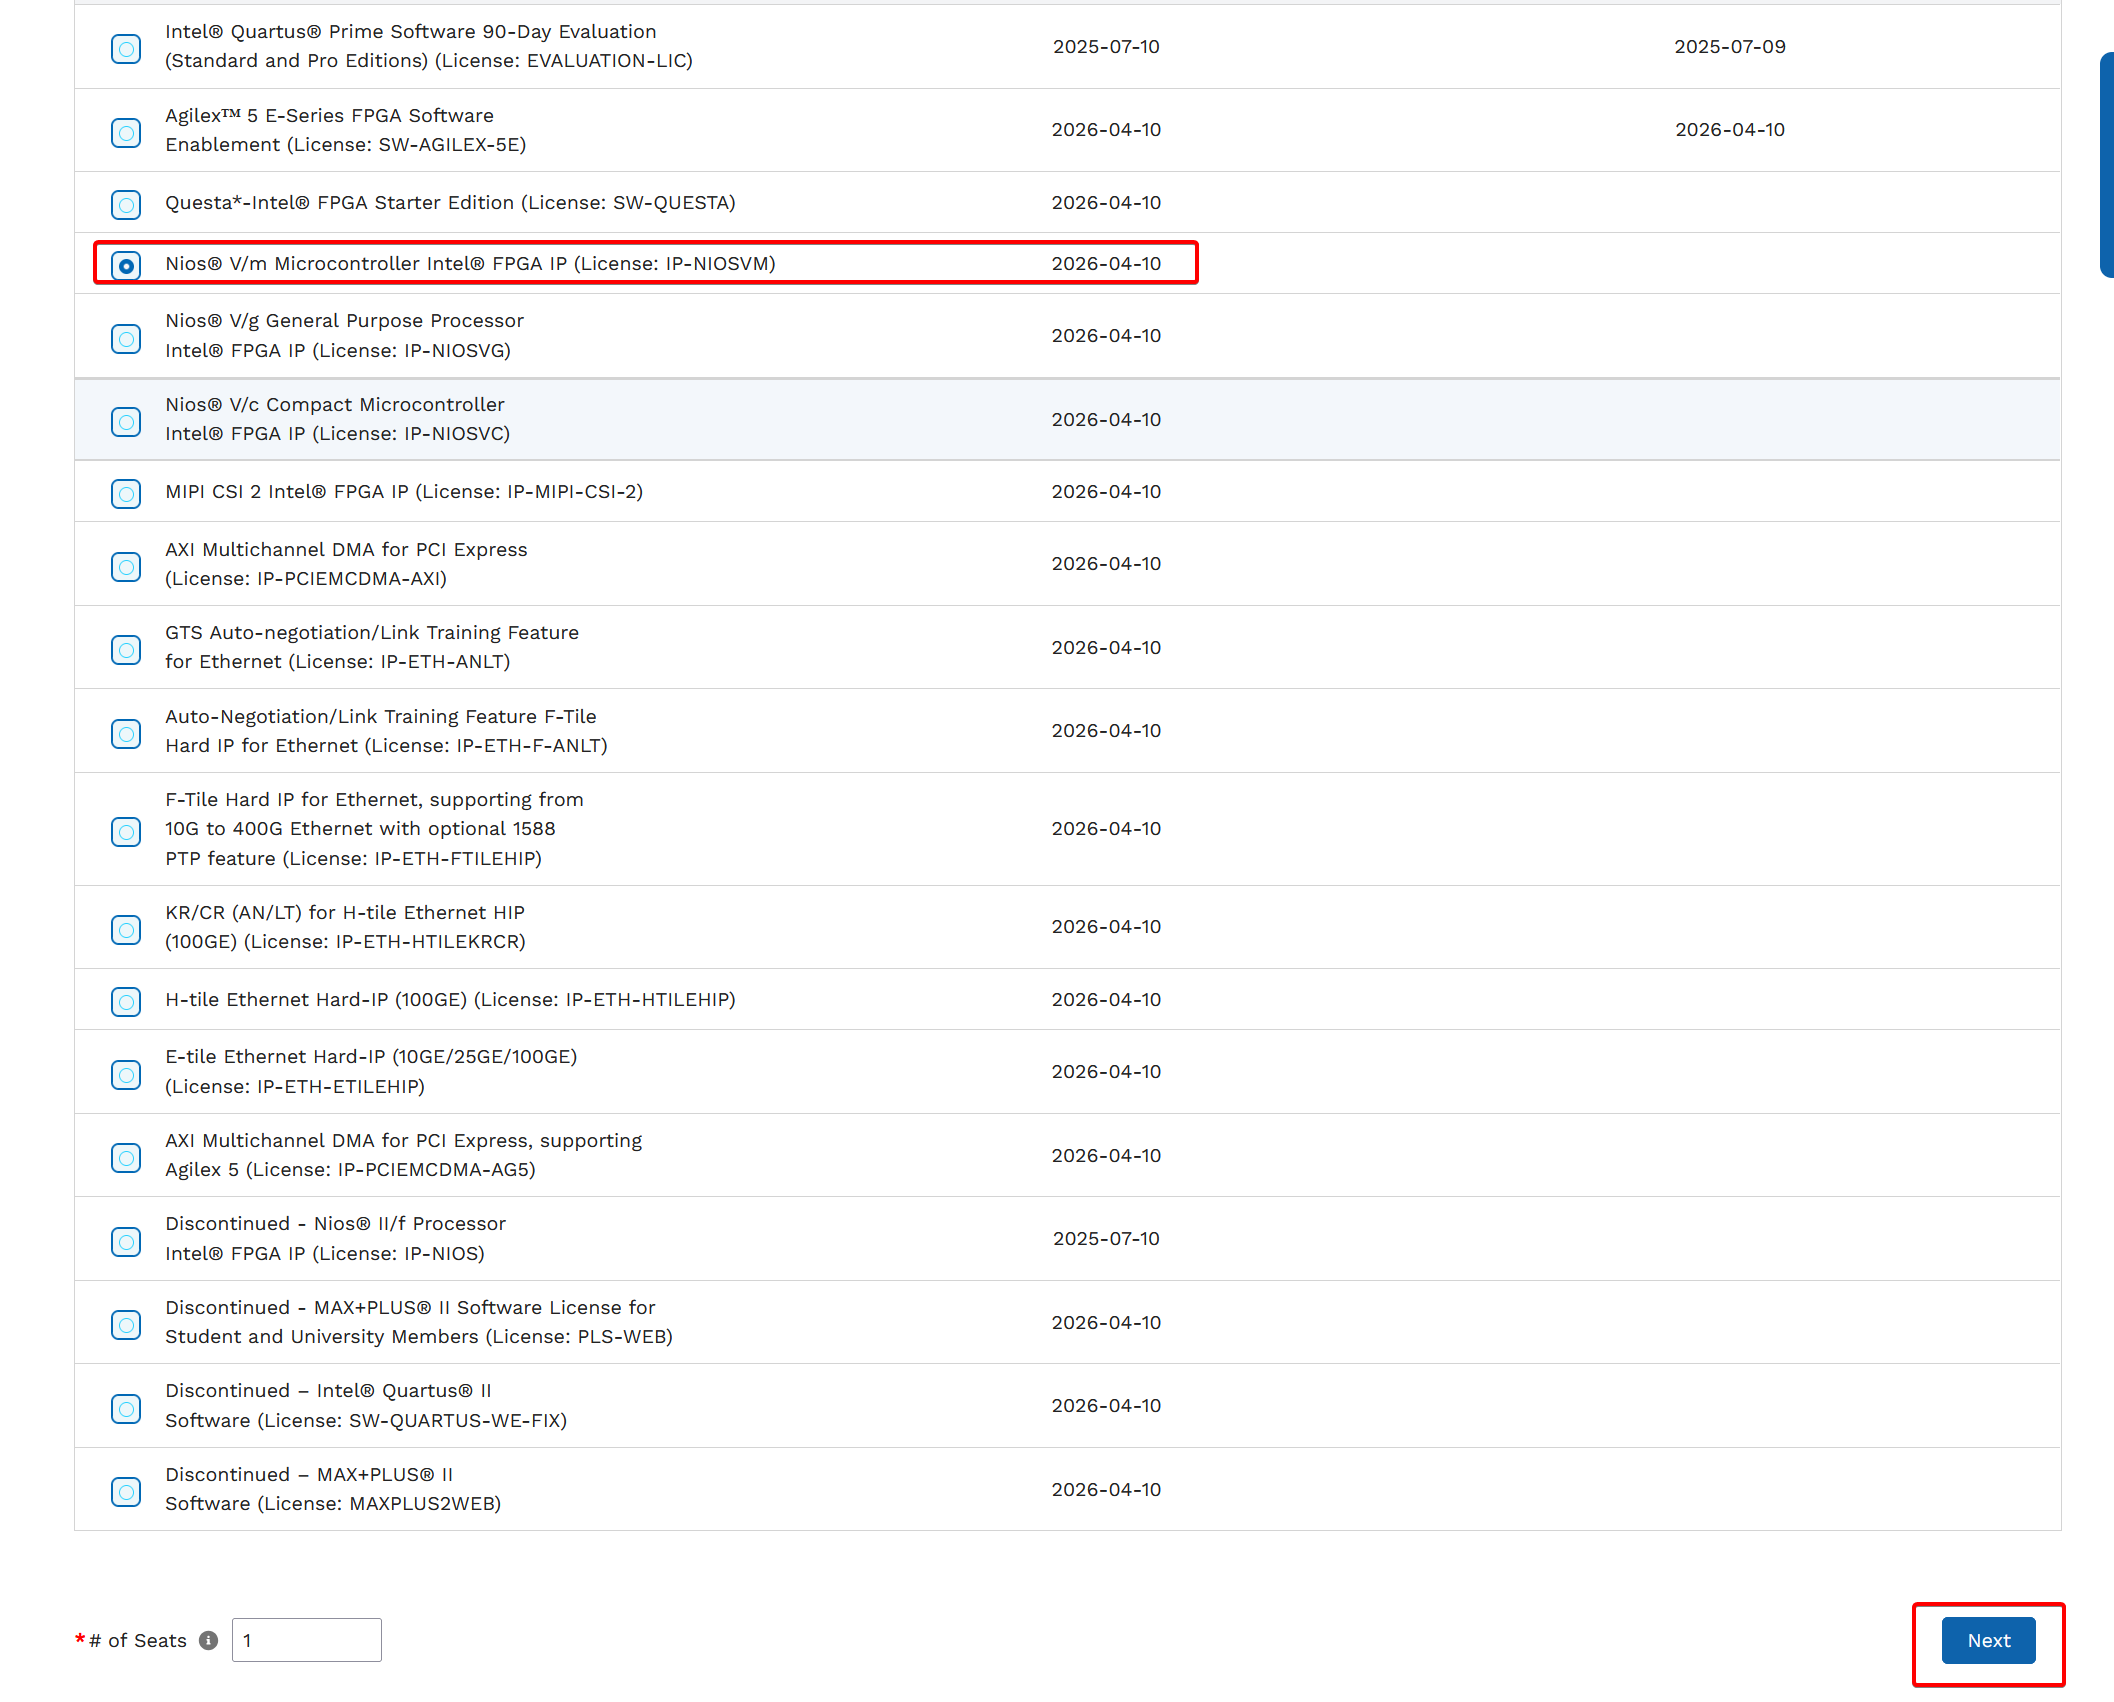 Intel® Quartus® Prime Software 90-Day Evaluation
(Standard and Pro Editions) (License: EVALUATION-LIC)
2025-07-10
2025-07-09
Agilex™ 5 E-Series FPGA Software
Enablement (License: SW-AGILEX-5E)
2026-04-10
2026-04-10
Questa*-Intel® FPGA Starter Edition (License: SW-QUESTA)
2026-04-10
Nios® V/m Microcontroller Intel® FPGA IP (License: IP-NIOSVM)
2026-04-10
Nios® V/g General Purpose Processor
Intel® FPGA IP (License: IP-NIOSVG)
2026-04-10
Nios® V/c Compact Microcontroller
Intel® FPGA IP (License: IP-NIOSVC)
2026-04-10
MIPI CSI 2 Intel® FPGA IP (License: IP-MIPI-CSI-2)
2026-04-10
AXI Multichannel DMA for PCI Express
(License: IP-PCIEMCDMA-AXI)
2026-04-10
GTS Auto-negotiation/Link Training Feature
for Ethernet (License: IP-ETH-ANLT)
2026-04-10
Auto-Negotiation/Link Training Feature F-Tile
Hard IP for Ethernet (License: IP-ETH-F-ANLT)
2026-04-10
F-Tile Hard IP for Ethernet, supporting from
10G to 400G Ethernet with optional 1588
PTP feature (License: IP-ETH-FTILEHIP)
2026-04-10
KR/CR (AN/LT) for H-tile Ethernet HIP
(100GE) (License: IP-ETH-HTILEKRCR)
2026-04-10
H-tile Ethernet Hard-IP (100GE) (License: IP-ETH-HTILEHIP)
2026-04-10
E-tile Ethernet Hard-IP (10GE/25GE/100GE)
(License: IP-ETH-ETILEHIP)
2026-04-10
AXI Multichannel DMA for PCI Express, supporting
Agilex 5 (License: IP-PCIEMCDMA-AG5)
2026-04-10
Discontinued - Nios® II/f Processor
Intel® FPGA IP (License: IP-NIOS)
2025-07-10
Discontinued - MAX+PLUS® II Software License for
Student and University Members (License: PLS-WEB)
2026-04-10
Discontinued – Intel® Quartus® II
Software (License: SW-QUARTUS-WE-FIX)
2026-04-10
Discontinued – MAX+PLUS® II
Software (License: MAXPLUS2WEB)
2026-04-10
*# of Seats
1
Next